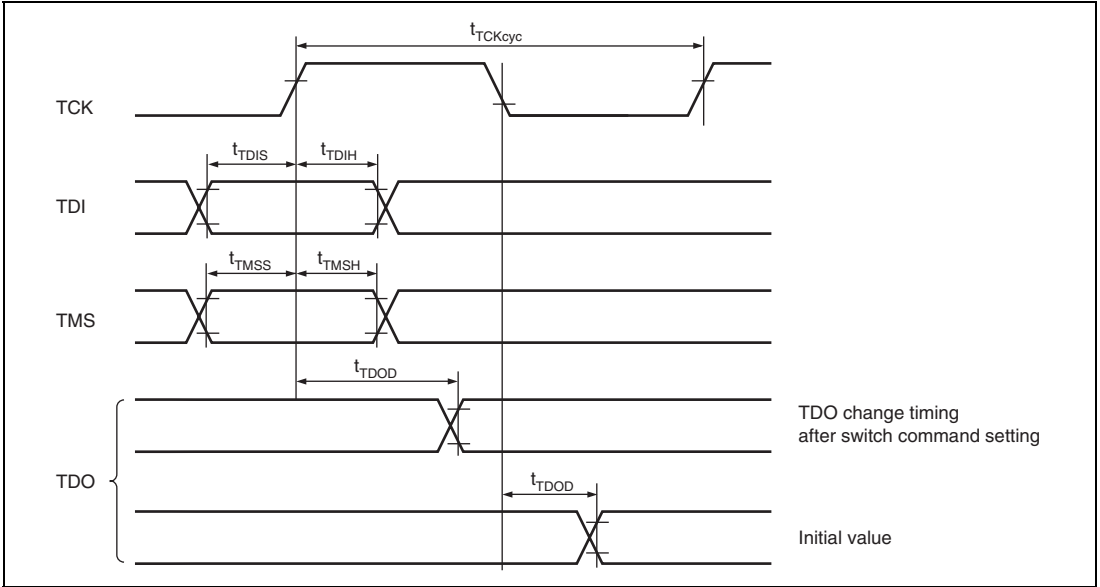 tTCKcyc
TCK
tTDIS tTDIH
TDI
tTMSS tTMSH
TMS
tTDOD
TDO change timing
after switch command setting
TDO
tTDOD
Initial value